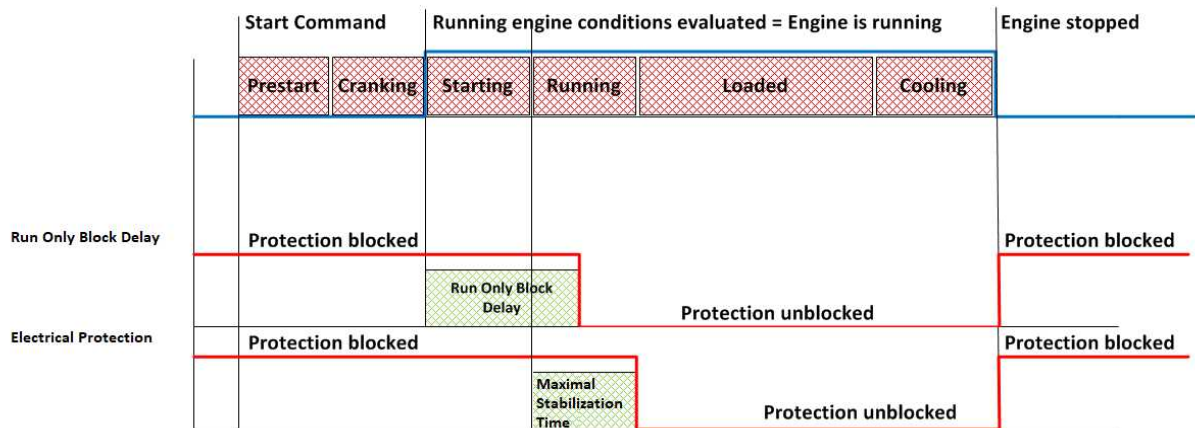 Start Command Running engine conditions evaluated = Engine is running Engine stopped
Prestart Cranking Starting Running Loaded Cooling
Run Only Block Delay Protection blocked Protection blocked
Run Only Block
Delay
Protection unblocked
Electrical Protection Protection blocked Protection blocked
Maximal
Stabilization
Time
Protection unblocked